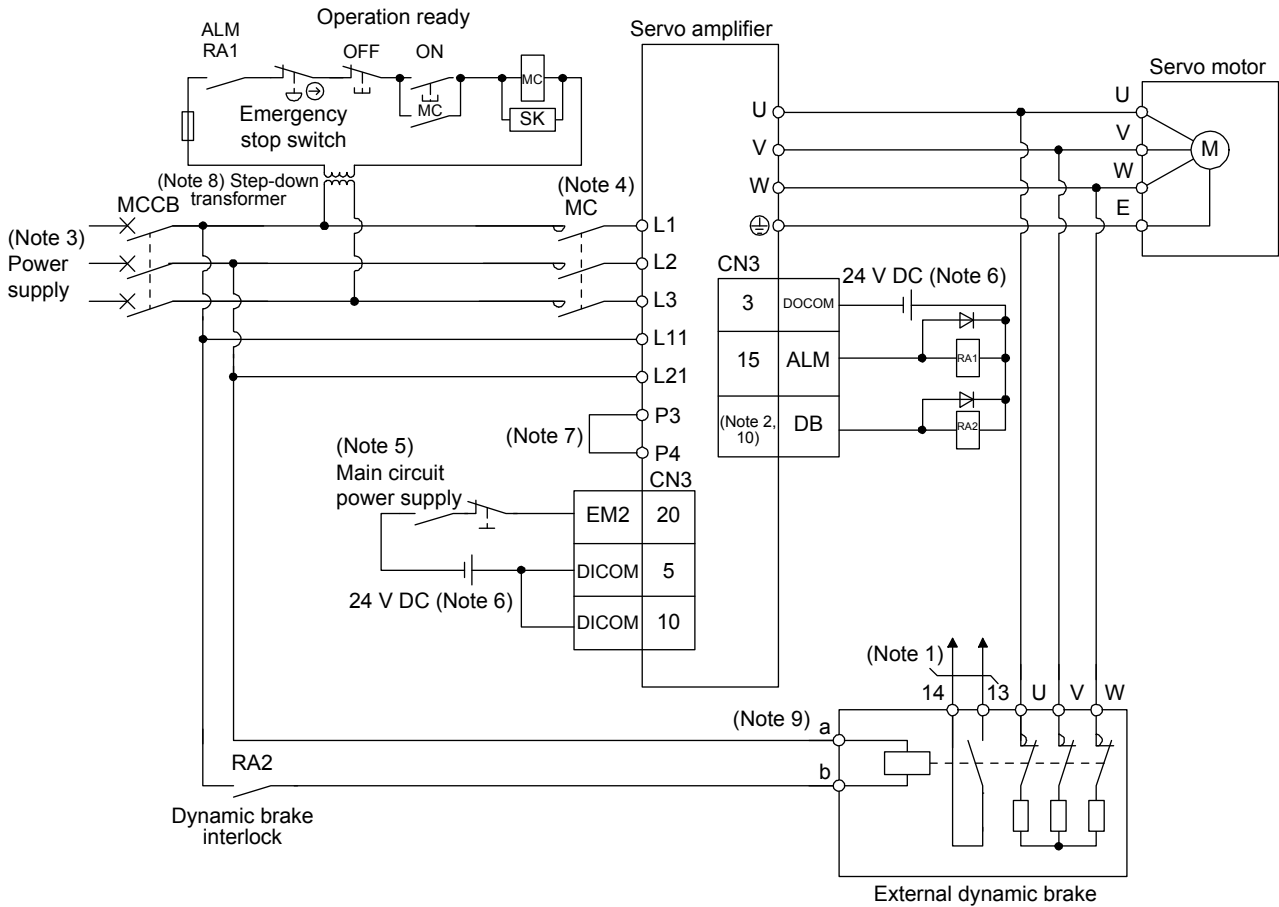 Operation ready
Servo amplifier
ALM
RA1
OFF
ON
MC
MC
SK
Emergency
stop switch
Servo motor
U
V
W
E
M
U
V
W
(Note 8) Step-down
transformer
MCCB
(Note 4)
MC
(Note 3)
Power
supply
L1
L2
L3
L11
L21
P3
P4
(Note 7)
CN3
24 V DC (Note 6)
3
DOCOM
15
ALM
RA1
(Note 2,
10)
DB
RA2
(Note 5)
Main circuit
power supply
CN3
EM2
20
DICOM
5
DICOM
10
24 V DC (Note 6)
(Note 1)
14
13
U
V
W
(Note 9)
a
b
RA2
Dynamic brake
interlock
External dynamic brake